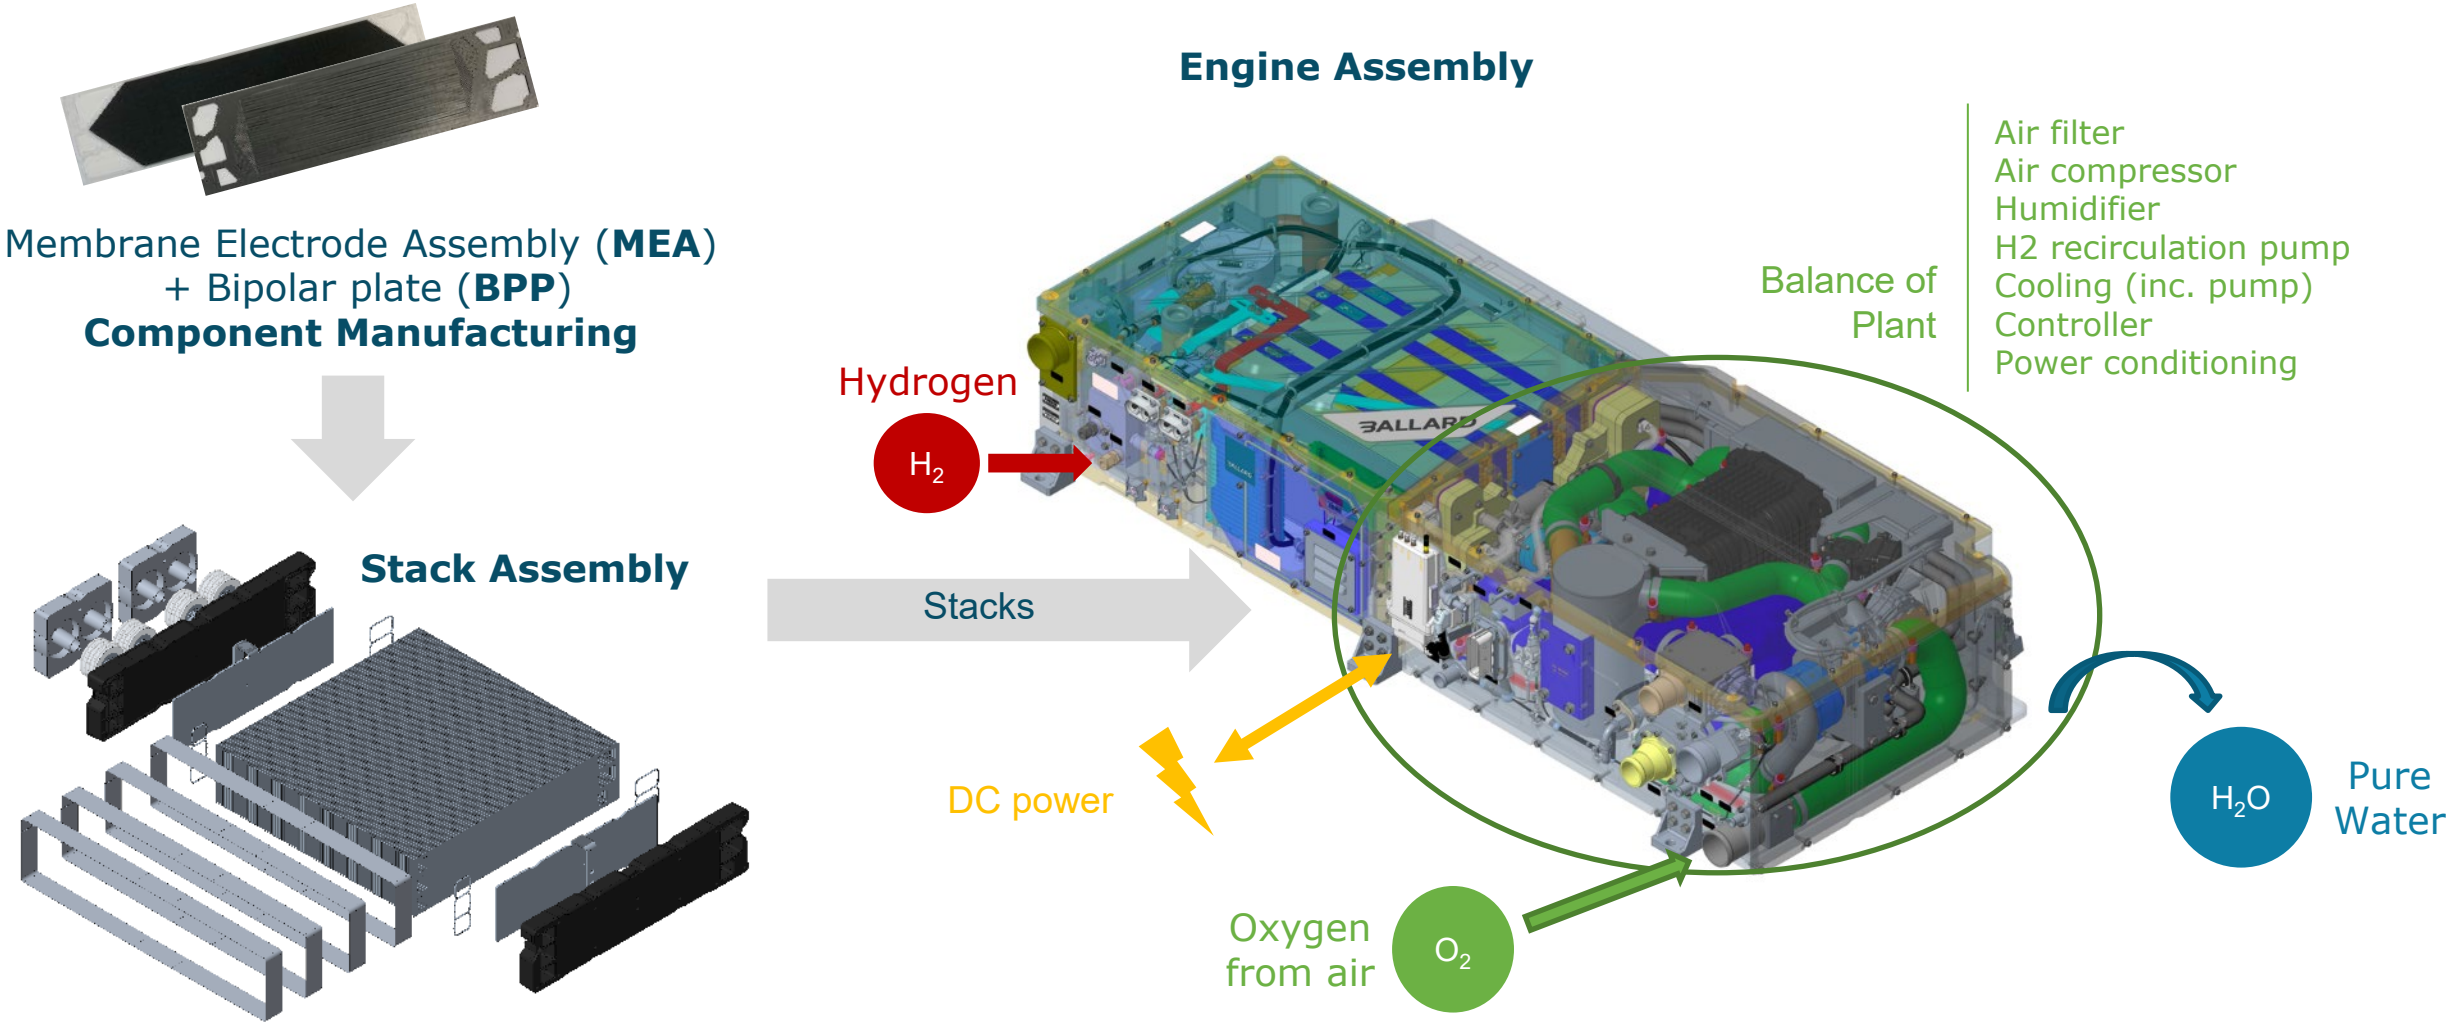 Membrane Electrode Assembly (MEA)
+ Bipolar plate (BPP)
Component Manufacturing
Stack Assembly
Stacks
Engine Assembly
Hydrogen
H₂
Balance of
Plant
Air filter
Air compressor
Humidifier
H2 recirculation pump
Cooling (inc. pump)
Controller
Power conditioning
BALLARD
BALLARD
DC power
Oxygen
from air
O₂
H₂O
Pure
Water